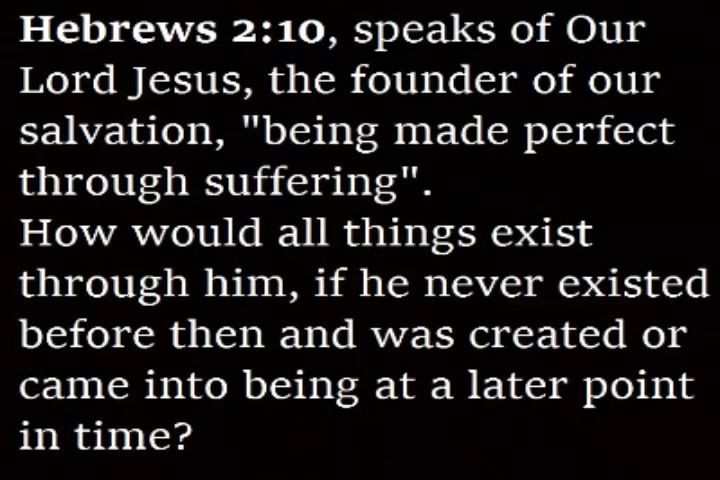 Hebrews 2:10, speaks of Our
Lord Jesus, the founder of our
salvation, "being made perfect
through suffering".
How would all things exist
through him, if he never existed
before then and was created or
came into being at a later point
in time?